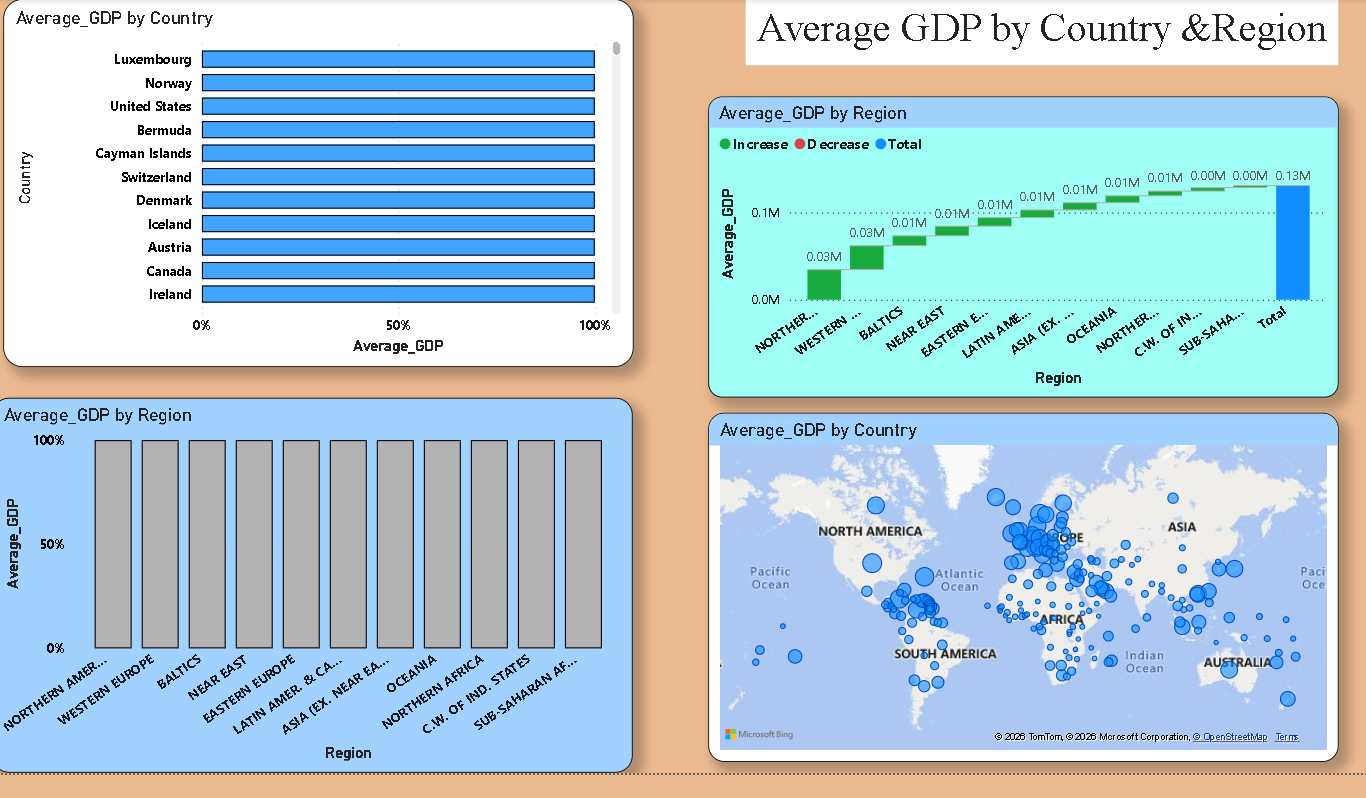 Average_GDP by Country
Country
Luxembourg
Norway
United States
Bermuda
Cayman Islands
Switzerland
Denmark
Iceland
Austria
Canada
Ireland
0% 50% 100%
Average_GDP
Average GDP by Country &Region
Average_GDP by Region
Increase Decrease Total
Average_GDP
0.1M
0.0M
0.03M 0.03M 0.01M 0.01M 0.01M 0.01M 0.01M 0.01M 0.01M 0.00M 0.00M 0.13M
NORTHER... WESTERN ... BALTICS NEAR EAST EASTERN E... LATIN AME... ASIA (EX. ... OCEANIA NORTHER... C.W. OF IN... SUB-SAHA... Total
Region
Average_GDP by Region
Average_GDP
100%
50%
0%
NORTHERN AMER... WESTERN EUROPE BALTICS NEAR EAST EASTERN EUROPE LATIN AMER. & CA... ASIA (EX. NEAR EA... OCEANIA NORTHERN AFRICA C.W. OF IND. STATES SUB-SAHARAN AF...
Region
Average_GDP by Country
NORTH AMERICA
ASIA
OPE
Pacific
Ocean
Atlantic
Ocean
Paci
Oce
AFRICA
SOUTH AMERICA
Indian
Ocean
AUSTRALIA
Microsoft Bing
© 2026 TomTom, © 2026 Microsoft Corporation, © OpenStreetMap Terms